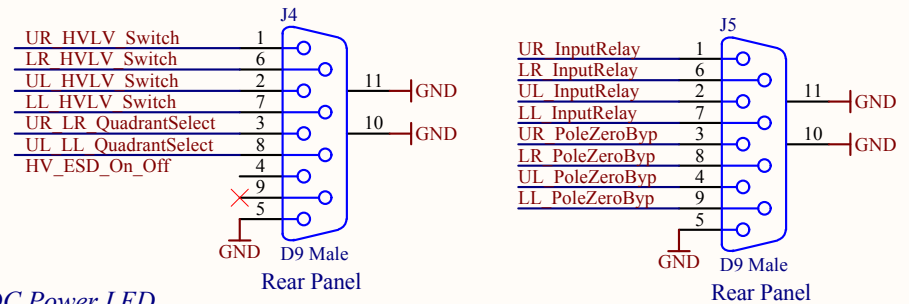 J4
UR_HVLV_Switch 1
LR_HVLV_Switch 6
UL_HVLV_Switch 2
LL_HVLV_Switch 7
UR_LR_QuadrantSelect 3
UL_LL_QuadrantSelect 8
HV_ESD_On_Off 4
9
5
11 GND
10 GND
GND
D9 Male
Rear Panel
J5
UR_InputRelay 1
LR_InputRelay 6
UL_InputRelay 2
LL_InputRelay 7
UR_PoleZeroByp 3
LR_PoleZeroByp 8
UL_PoleZeroByp 4
LL_PoleZeroByp 9
5
11 GND
10 GND
GND
D9 Male
Rear Panel
Power LED